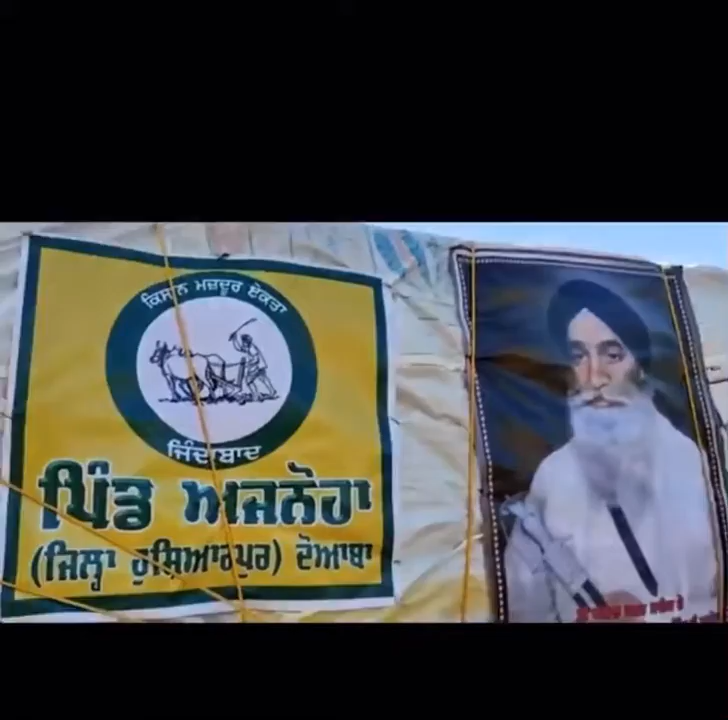 ਕਿਸਾਨ ਮਜ਼ਦੂਰ ਏਕਤਾ
ਜਿੰਦਾਬਾਦ
ਪਿੰਡ ਅਜਨੋਹਾ
(ਜਿਲ੍ਹਾ ਹੁਸ਼ਿਆਰਪੁਰ) ਦੋਆਬਾ